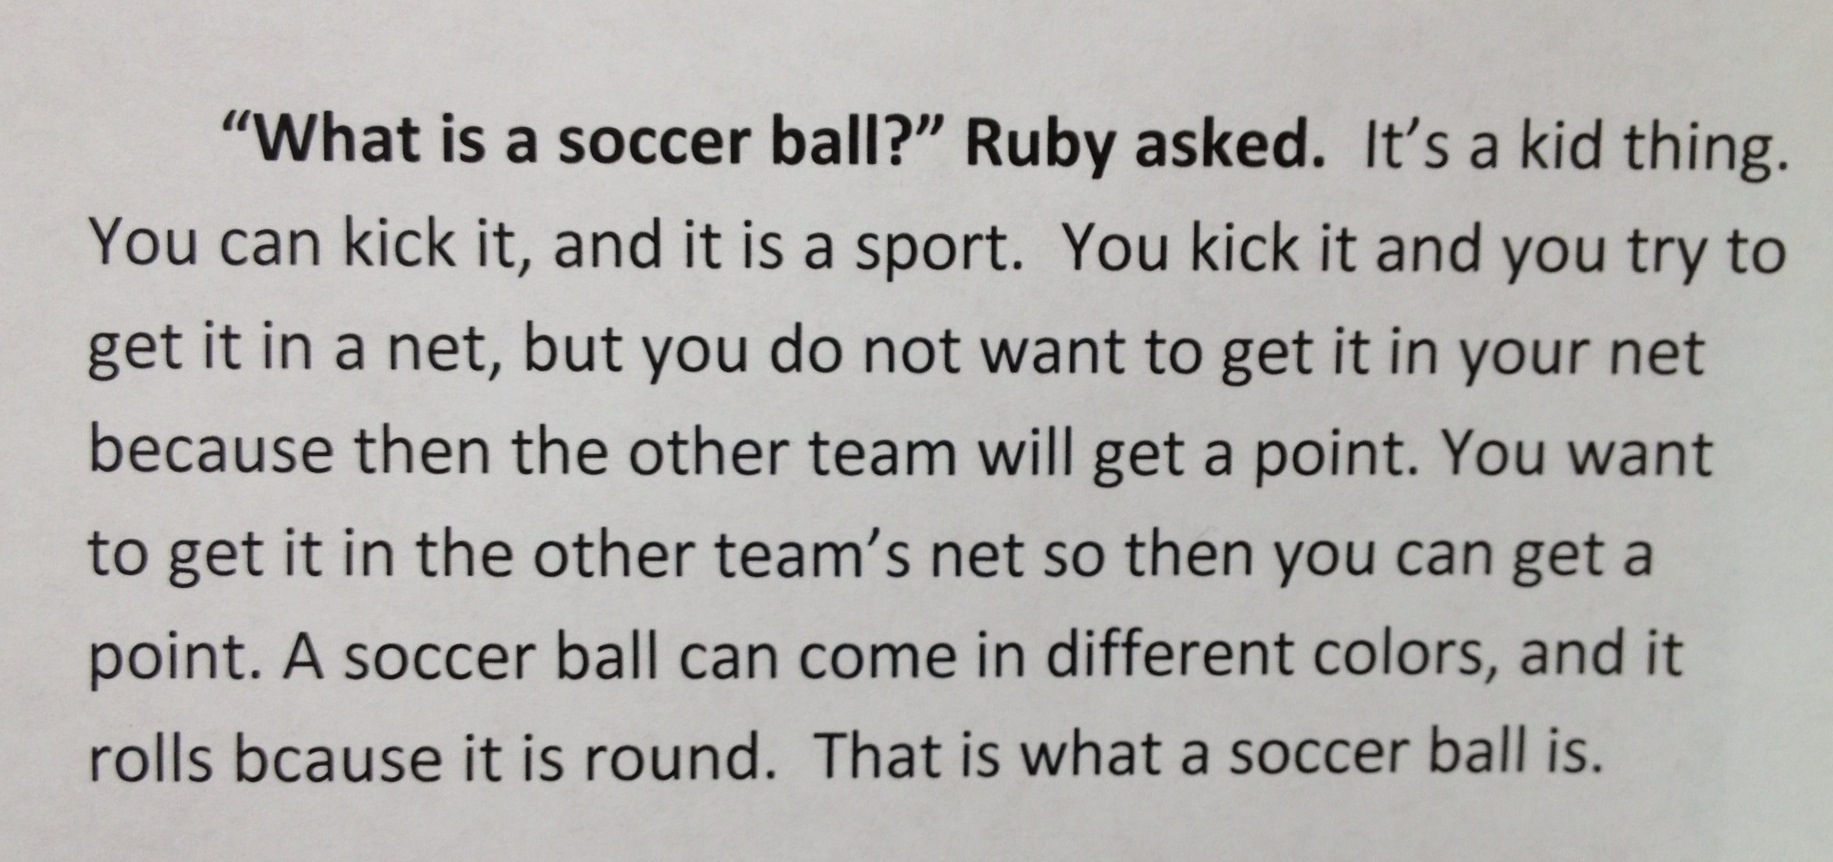 “What is a soccer ball?” Ruby asked.  It’s a kid thing.
You can kick it, and it is a sport.  You kick it and you try to
get it in a net, but you do not want to get it in your net
because then the other team will get a point. You want
to get it in the other team’s net so then you can get a
point. A soccer ball can come in different colors, and it
rolls bcause it is round.  That is what a soccer ball is.